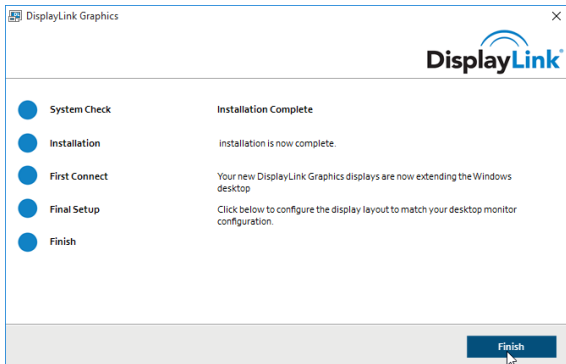 DisplayLink Graphics
DisplayLink
System Check
Installation Complete
Installation
installation is now complete.
First Connect
Your new DisplayLink Graphics displays are now extending the Windows
desktop
Final Setup
Click below to configure the display layout to match your desktop monitor
configuration.
Finish
Finish